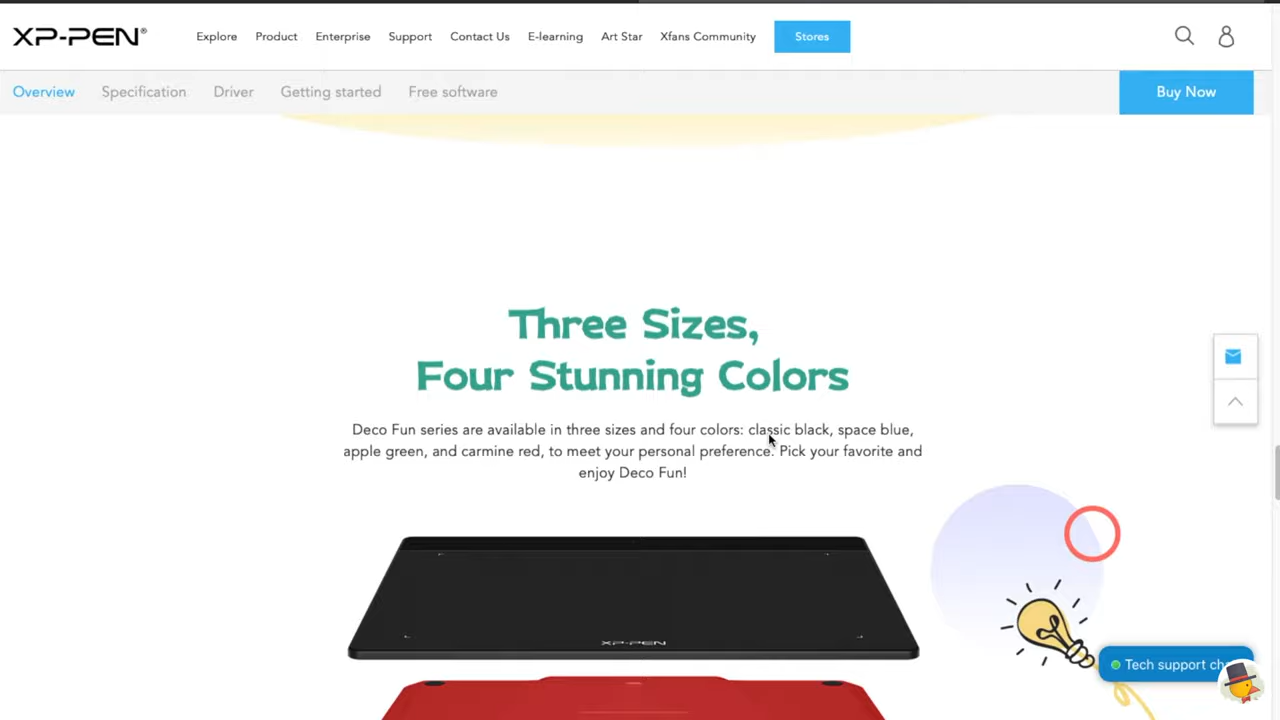 XP-PEN®
Explore Product Enterprise Support Contact Us E-learning Art Star Xfans Community Stores
Overview Specification Driver Getting started Free software Buy Now
Three Sizes,
Four Stunning Colors
Deco Fun series are available in three sizes and four colors: classic black, space blue,
apple green, and carmine red, to meet your personal preference. Pick your favorite and
enjoy Deco Fun!
XP-PEN
Tech support